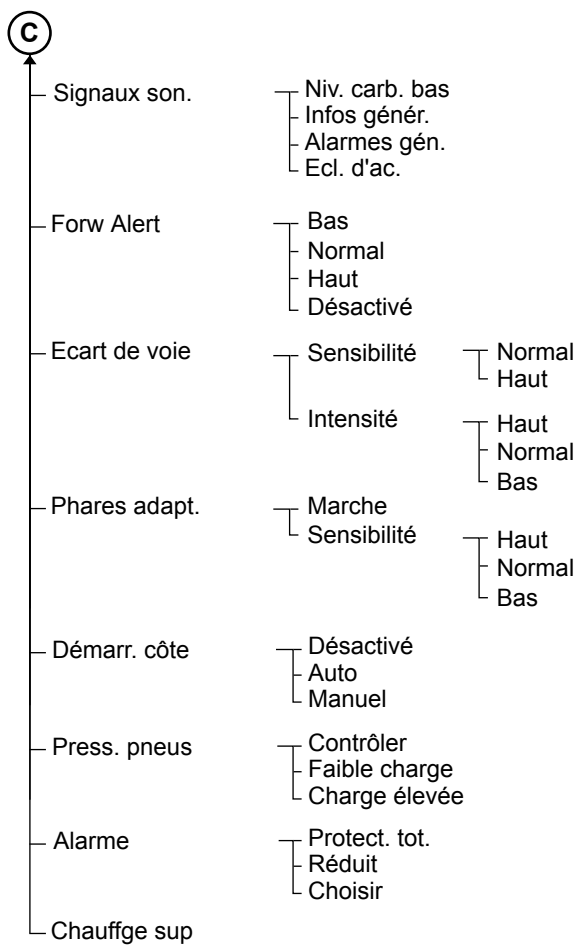 C
Signaux son.
Niv. carb. bas
Infos génér.
Alarmes gén.
Ecl. d'ac.
Forw Alert
Bas
Normal
Haut
Désactivé
Ecart de voie
Sensibilité
Normal
Haut
Intensité
Haut
Normal
Bas
Phares adapt.
Marche
Sensibilité
Haut
Normal
Bas
Démarr. côte
Désactivé
Auto
Manuel
Press. pneus
Contrôler
Faible charge
Charge élevée
Alarme
Protect. tot.
Réduit
Choisir
Chauffge sup